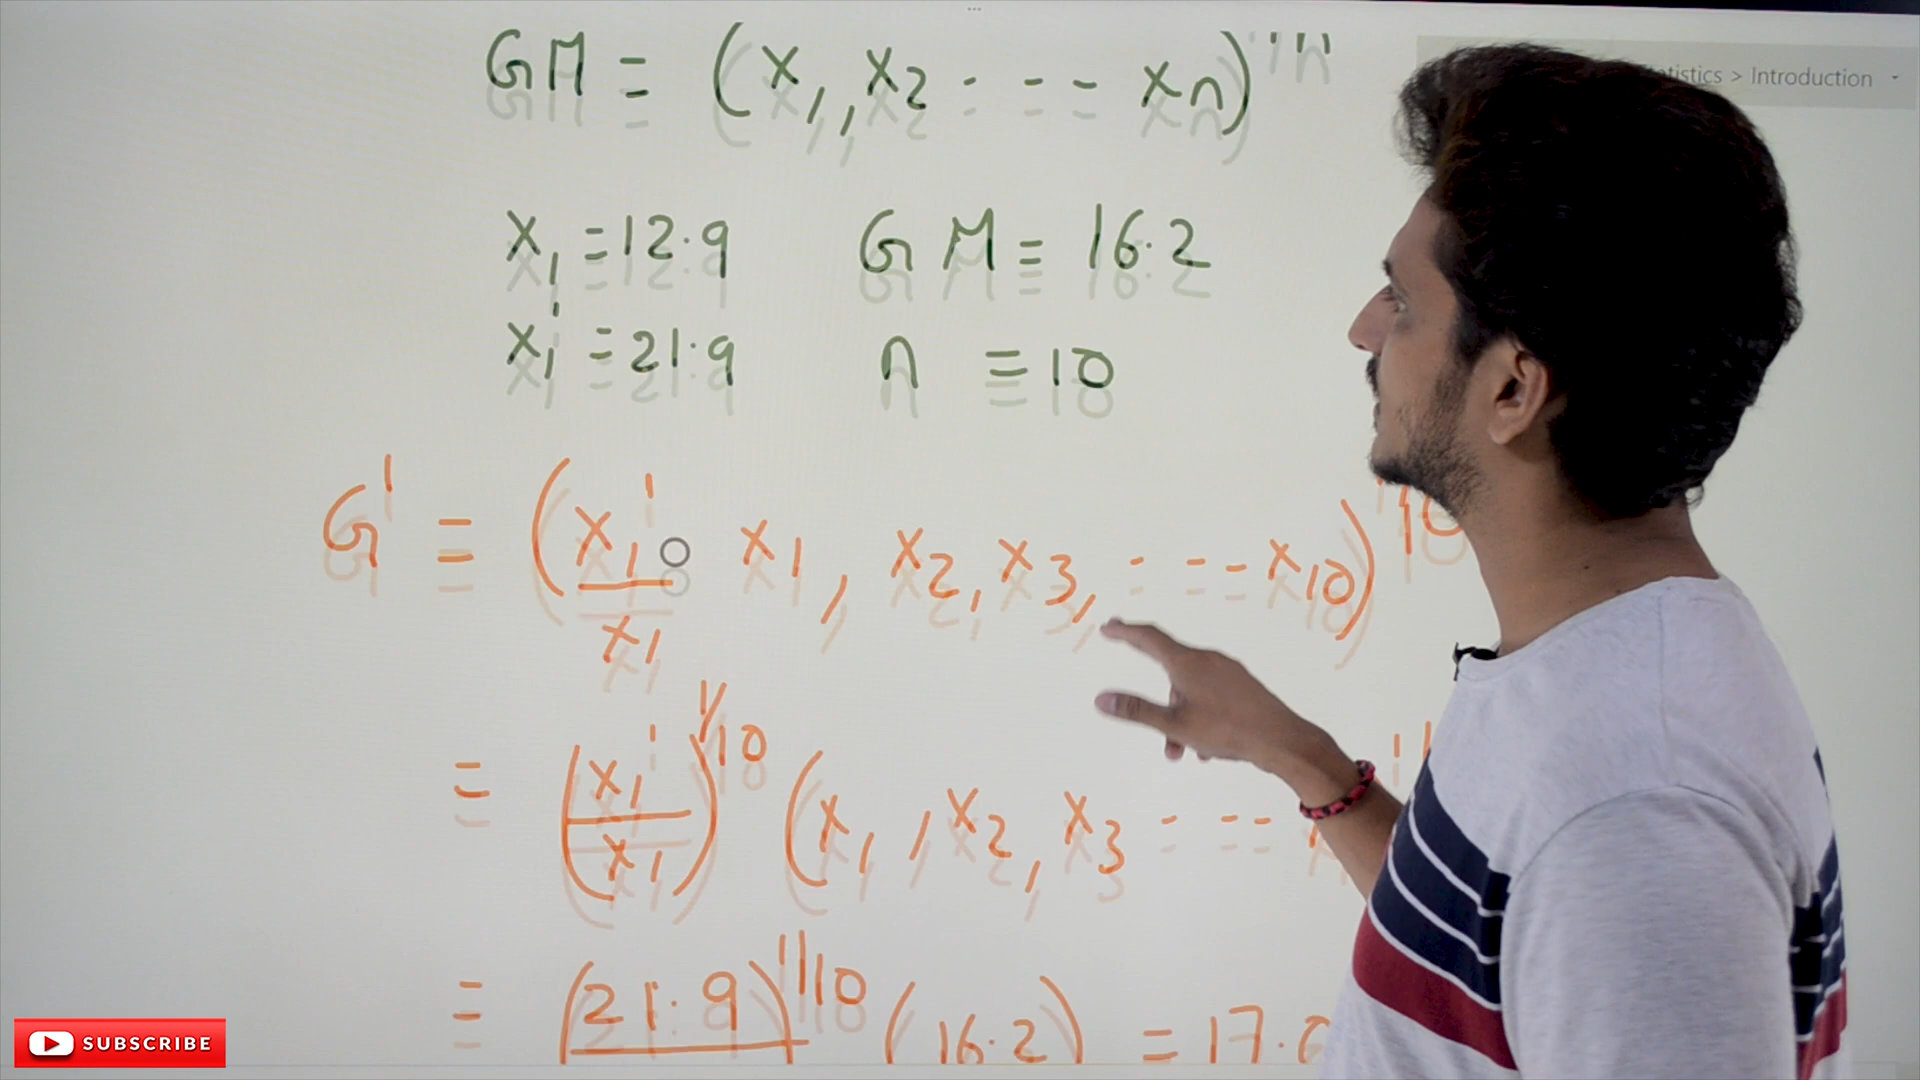 GM = (x1, x2 - - - - xn)^1/n
tistics > Introduction
x1 = 12.9 GM = 16.2
x1' = 21.9 n = 10
G' = (x1'/x1 x1, x2, x3, - - - - x10)^1/10
= (x1'/x1)^1/10 (x1, x2, x3 - - - -
= (21.9)^1/10 (16.2) = 17.
SUBSCRIBE